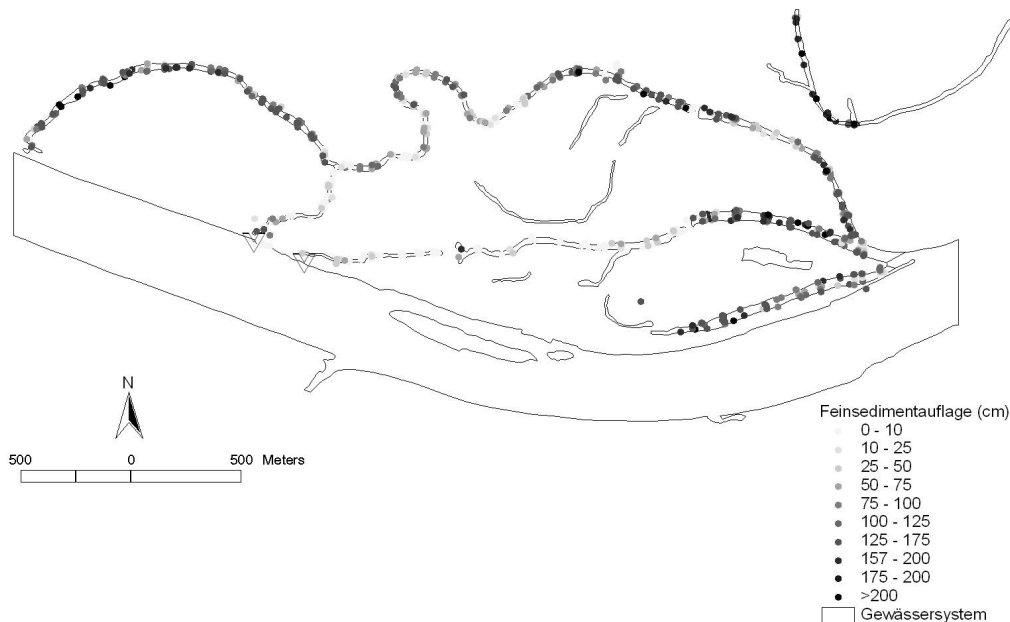 N
500 0 500 Meters
Feinsedimentauflage (cm)
0 - 10
10 - 25
25 - 50
50 - 75
75 - 100
100 - 125
125 - 175
157 - 200
175 - 200
>200
Gewässersystem